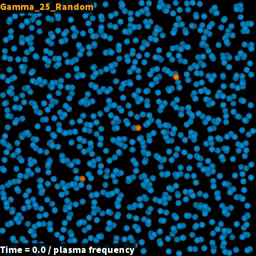 Gamma_25_Random
Time = 0.0 / plasma frequency